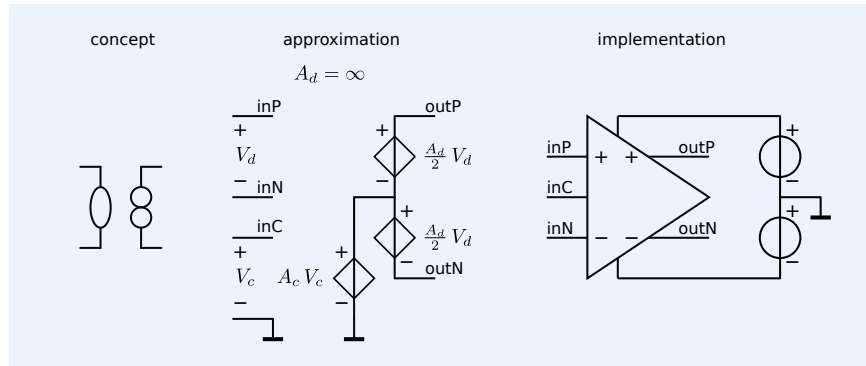 concept approximation implementation
A_d = ∞
inP outP
+ +
V_d A_d/2 V_d
− −
inN
inC
+ +
V_c A_c V_c
− −
+
A_d/2 V_d
−
outN
inP + + outP +
inC −
inN − − outN +
−